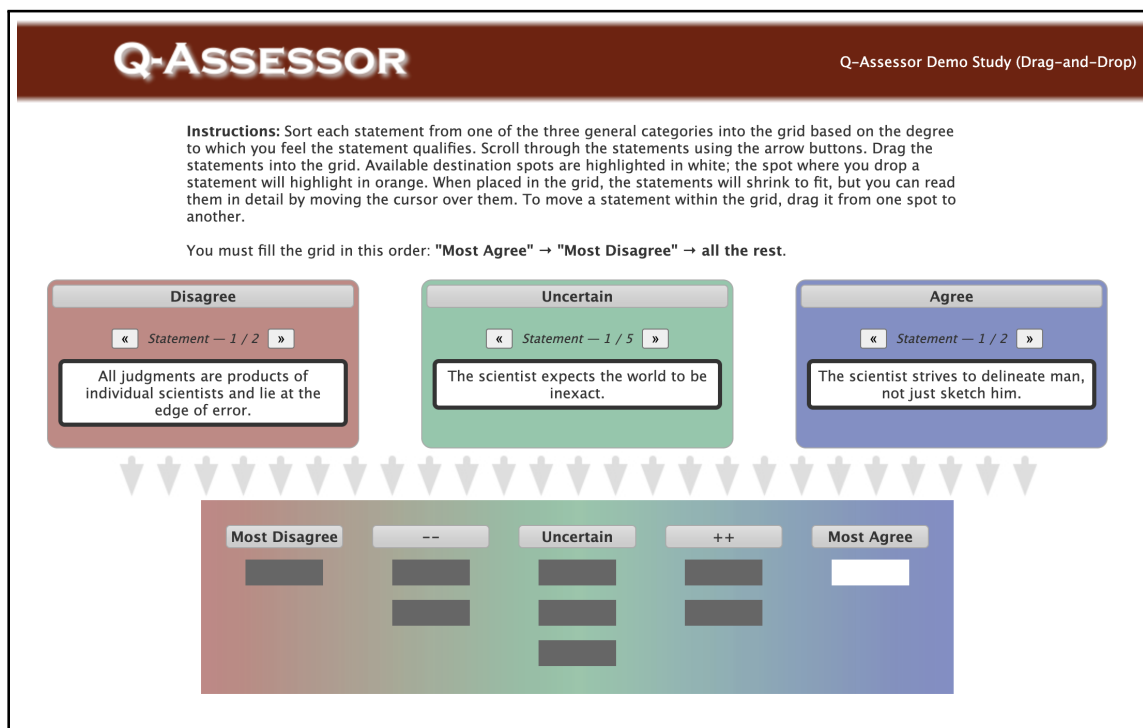 Q-ASSESSOR
Q-Assessor Demo Study (Drag-and-Drop)
Instructions: Sort each statement from one of the three general categories into the grid based on the degree
to which you feel the statement qualifies. Scroll through the statements using the arrow buttons. Drag the
statements into the grid. Available destination spots are highlighted in white; the spot where you drop a
statement will highlight in orange. When placed in the grid, the statements will shrink to fit, but you can read
them in detail by moving the cursor over them. To move a statement within the grid, drag it from one spot to
another.
You must fill the grid in this order: "Most Agree" → "Most Disagree" → all the rest.
Disagree
« Statement — 1 / 2 »
All judgments are products of
individual scientists and lie at the
edge of error.
Uncertain
« Statement — 1 / 5 »
The scientist expects the world to be
inexact.
Agree
« Statement — 1 / 2 »
The scientist strives to delineate man,
not just sketch him.
Most Disagree -- Uncertain ++ Most Agree